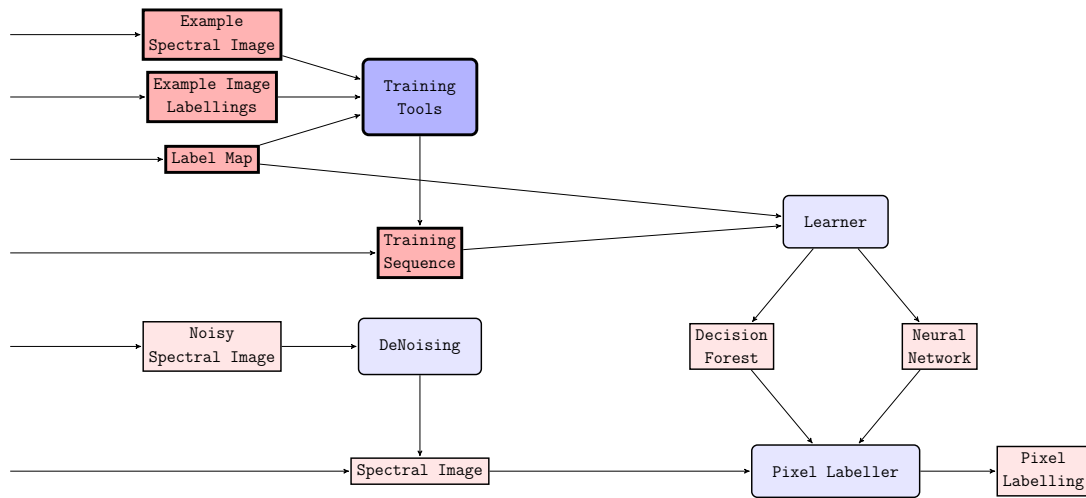 Example
Spectral Image
Example Image
Labellings
Training
Tools
Label Map
Learner
Training
Sequence
Noisy
Spectral Image
DeNoising
Decision
Forest
Neural
Network
Spectral Image
Pixel Labeller
Pixel
Labelling